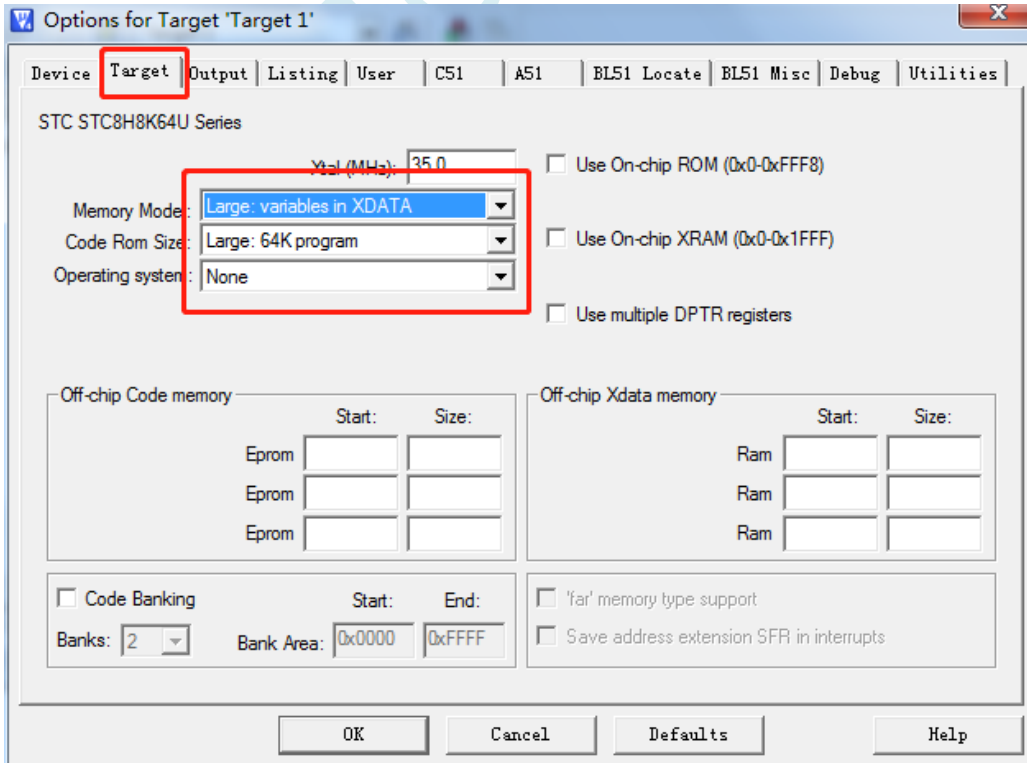 Options for Target 'Target 1'
Device Target Output Listing User C51 A51 BL51 Locate BL51 Misc Debug Utilities
STC STC8H8K64U Series
Xtal (MHz): 35.0
Use On-chip ROM (0x0-0xFFF8)
Memory Model: Large: variables in XDATA
Code Rom Size: Large: 64K program
Use On-chip XRAM (0x0-0x1FFF)
Operating system: None
Use multiple DPTR registers
Off-chip Code memory
Start: Size:
Eprom
Eprom
Eprom
Off-chip Xdata memory
Start: Size:
Ram
Ram
Ram
Code Banking Start: End:
Banks: 2 Bank Area: 0x0000 0xFFFF
'far' memory type support
Save address extension SFR in interrupts
OK Cancel Defaults Help